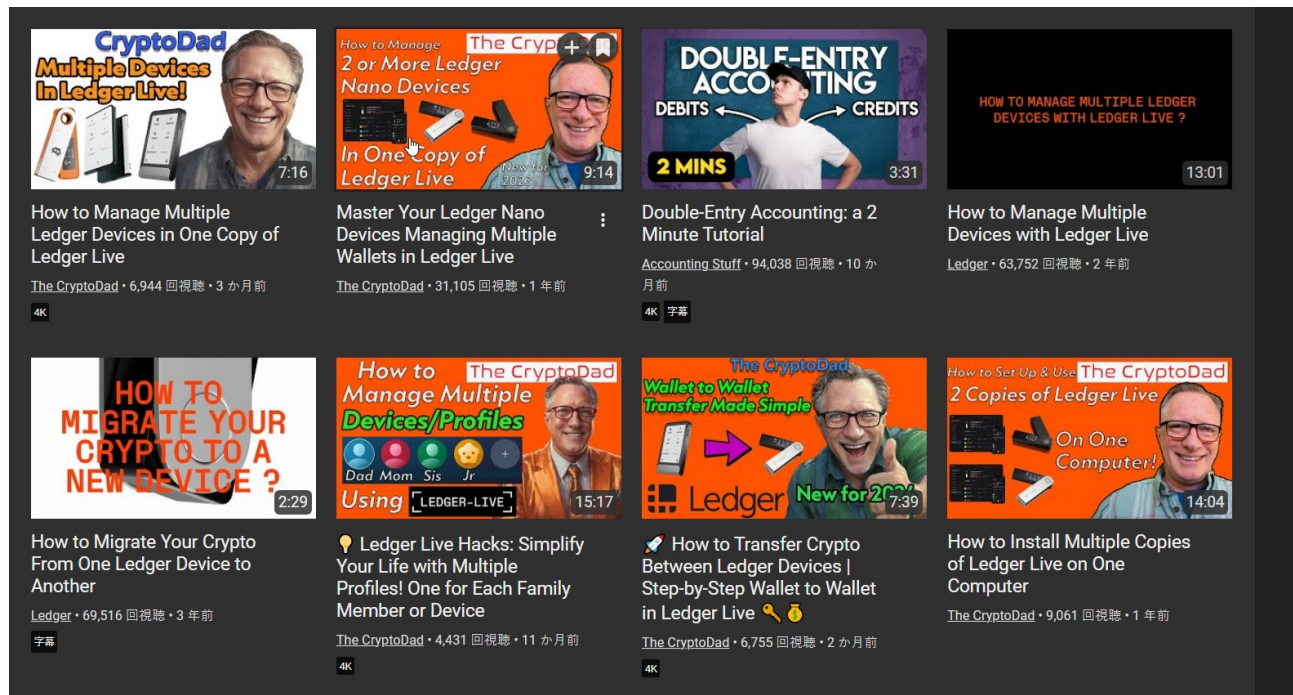 CryptoDad
Multiple Devices
In Ledger Live!
7:16
How to Manage Multiple
Ledger Devices in One Copy of
Ledger Live
The CryptoDad • 6,944 回視聴 • 3 か月前
4K
How to Manage
The Cryp
2 or More Ledger
Nano Devices
In One Copy of
Ledger Live
New for
2023
9:14
Master Your Ledger Nano
Devices Managing Multiple
Wallets in Ledger Live
The CryptoDad • 31,105 回視聴 • 1 年前
DOUBLE-ENTRY
ACCOUNTING
DEBITS
CREDITS
2 MINS
3:31
Double-Entry Accounting: a 2
Minute Tutorial
Accounting Stuff • 94,038 回視聴 • 10 か
月前
4K 字幕
HOW TO MANAGE MULTIPLE LEDGER
DEVICES WITH LEDGER LIVE ?
13:01
How to Manage Multiple
Devices with Ledger Live
Ledger • 63,752 回視聴 • 2 年前
HOW TO
MIGRATE YOUR
CRYPTO TO A
NEW DEVICE ?
2:29
How to Migrate Your Crypto
From One Ledger Device to
Another
Ledger • 69,516 回視聴 • 3 年前
字幕
How to
The CryptoDad
Manage Multiple
Devices/Profiles
Dad Mom Sis Jr
Using LEDGER-LIVE
15:17
💡 Ledger Live Hacks: Simplify
Your Life with Multiple
Profiles! One for Each Family
Member or Device
The CryptoDad • 4,431 回視聴 • 11 か月前
4K
The CryptoDad
Wallet to Wallet
Transfer Made Simple
Ledger
New for 202
7:39
🚀 How to Transfer Crypto
Between Ledger Devices |
Step-by-Step Wallet to Wallet
in Ledger Live 🔑 💰
The CryptoDad • 6,755 回視聴 • 2 か月前
4K
How to Set Up & Use
The CryptoDad
2 Copies of Ledger Live
On One
Computer!
14:04
How to Install Multiple Copies
of Ledger Live on One
Computer
The CryptoDad • 9,061 回視聴 • 1 年前